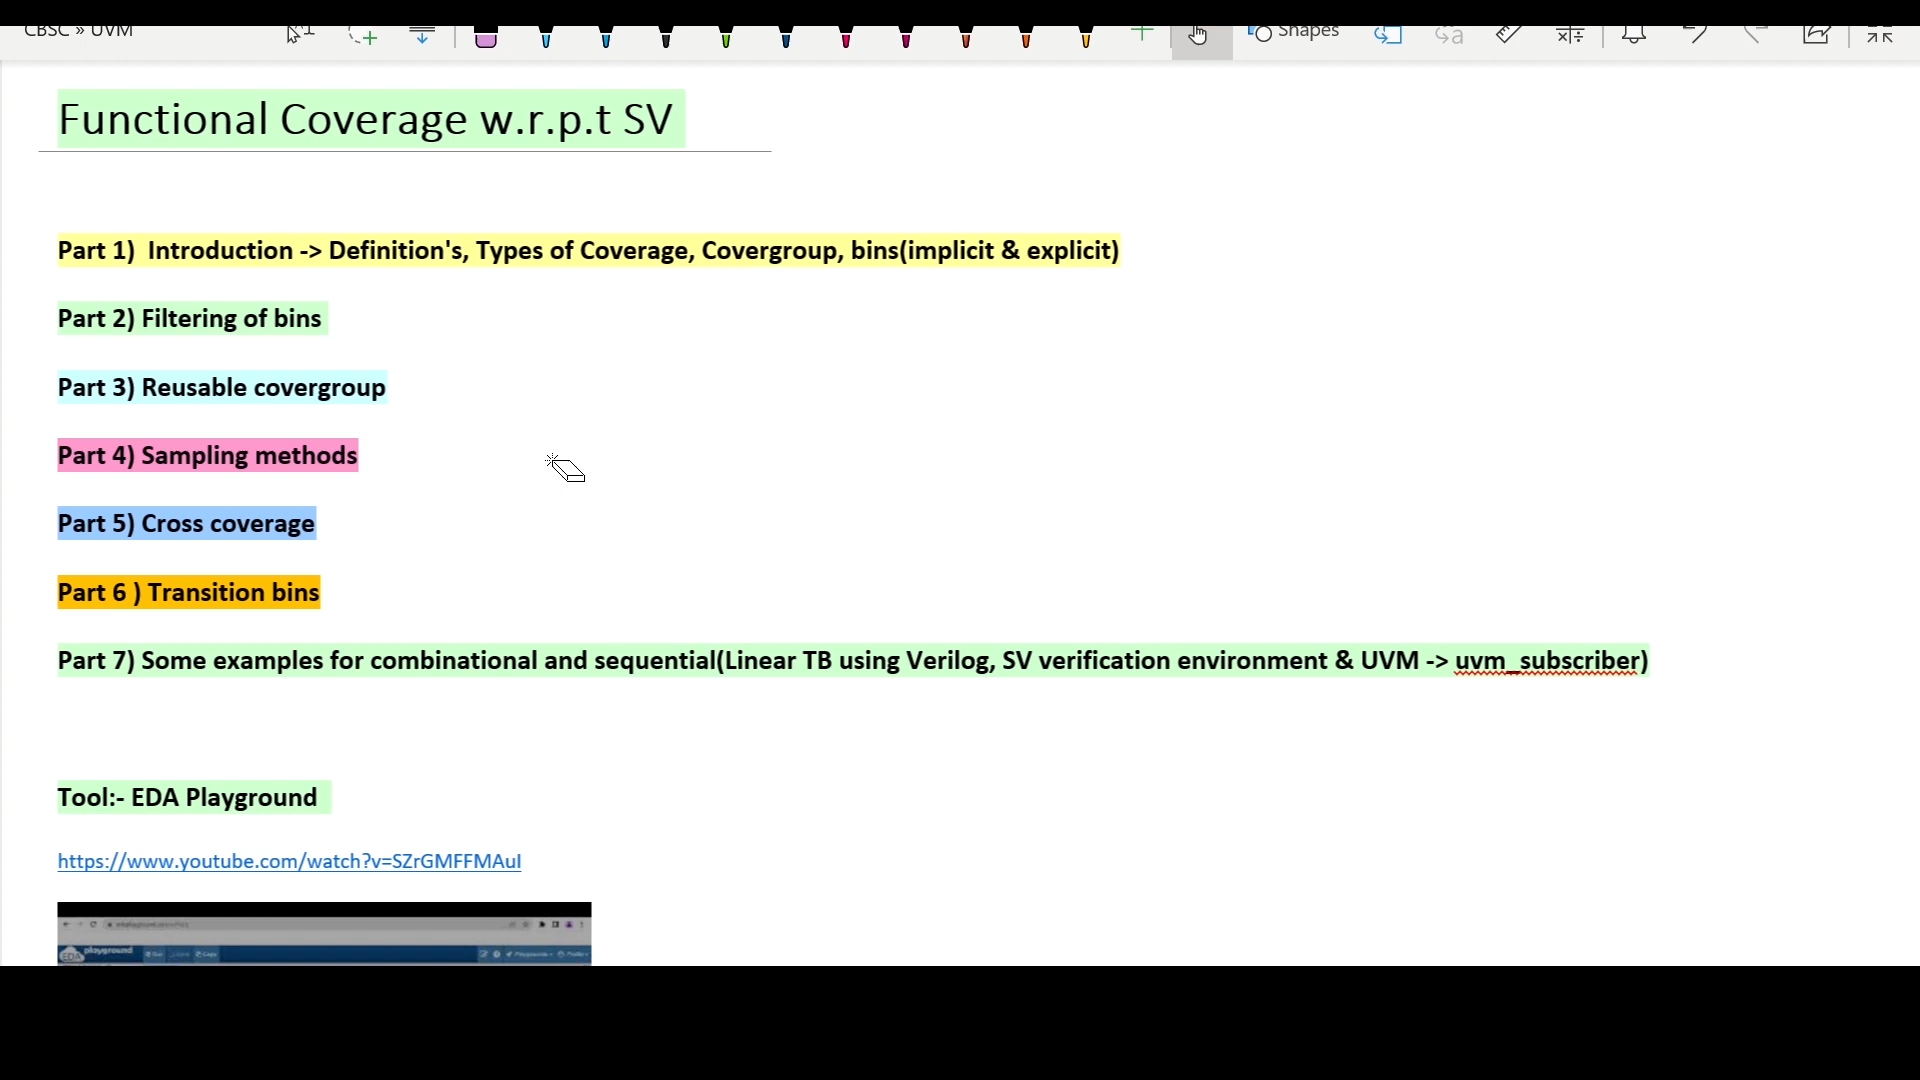 CBSC » UVM
Shapes
Functional Coverage w.r.p.t SV
Part 1)  Introduction -> Definition's, Types of Coverage, Covergroup, bins(implicit & explicit)
Part 2) Filtering of bins
Part 3) Reusable covergroup
Part 4) Sampling methods
Part 5) Cross coverage
Part 6 ) Transition bins
Part 7) Some examples for combinational and sequential(Linear TB using Verilog, SV verification environment & UVM -> uvm_subscriber)
Tool:- EDA Playground
https://www.youtube.com/watch?v=SZrGMFFMAuI
EDA playground